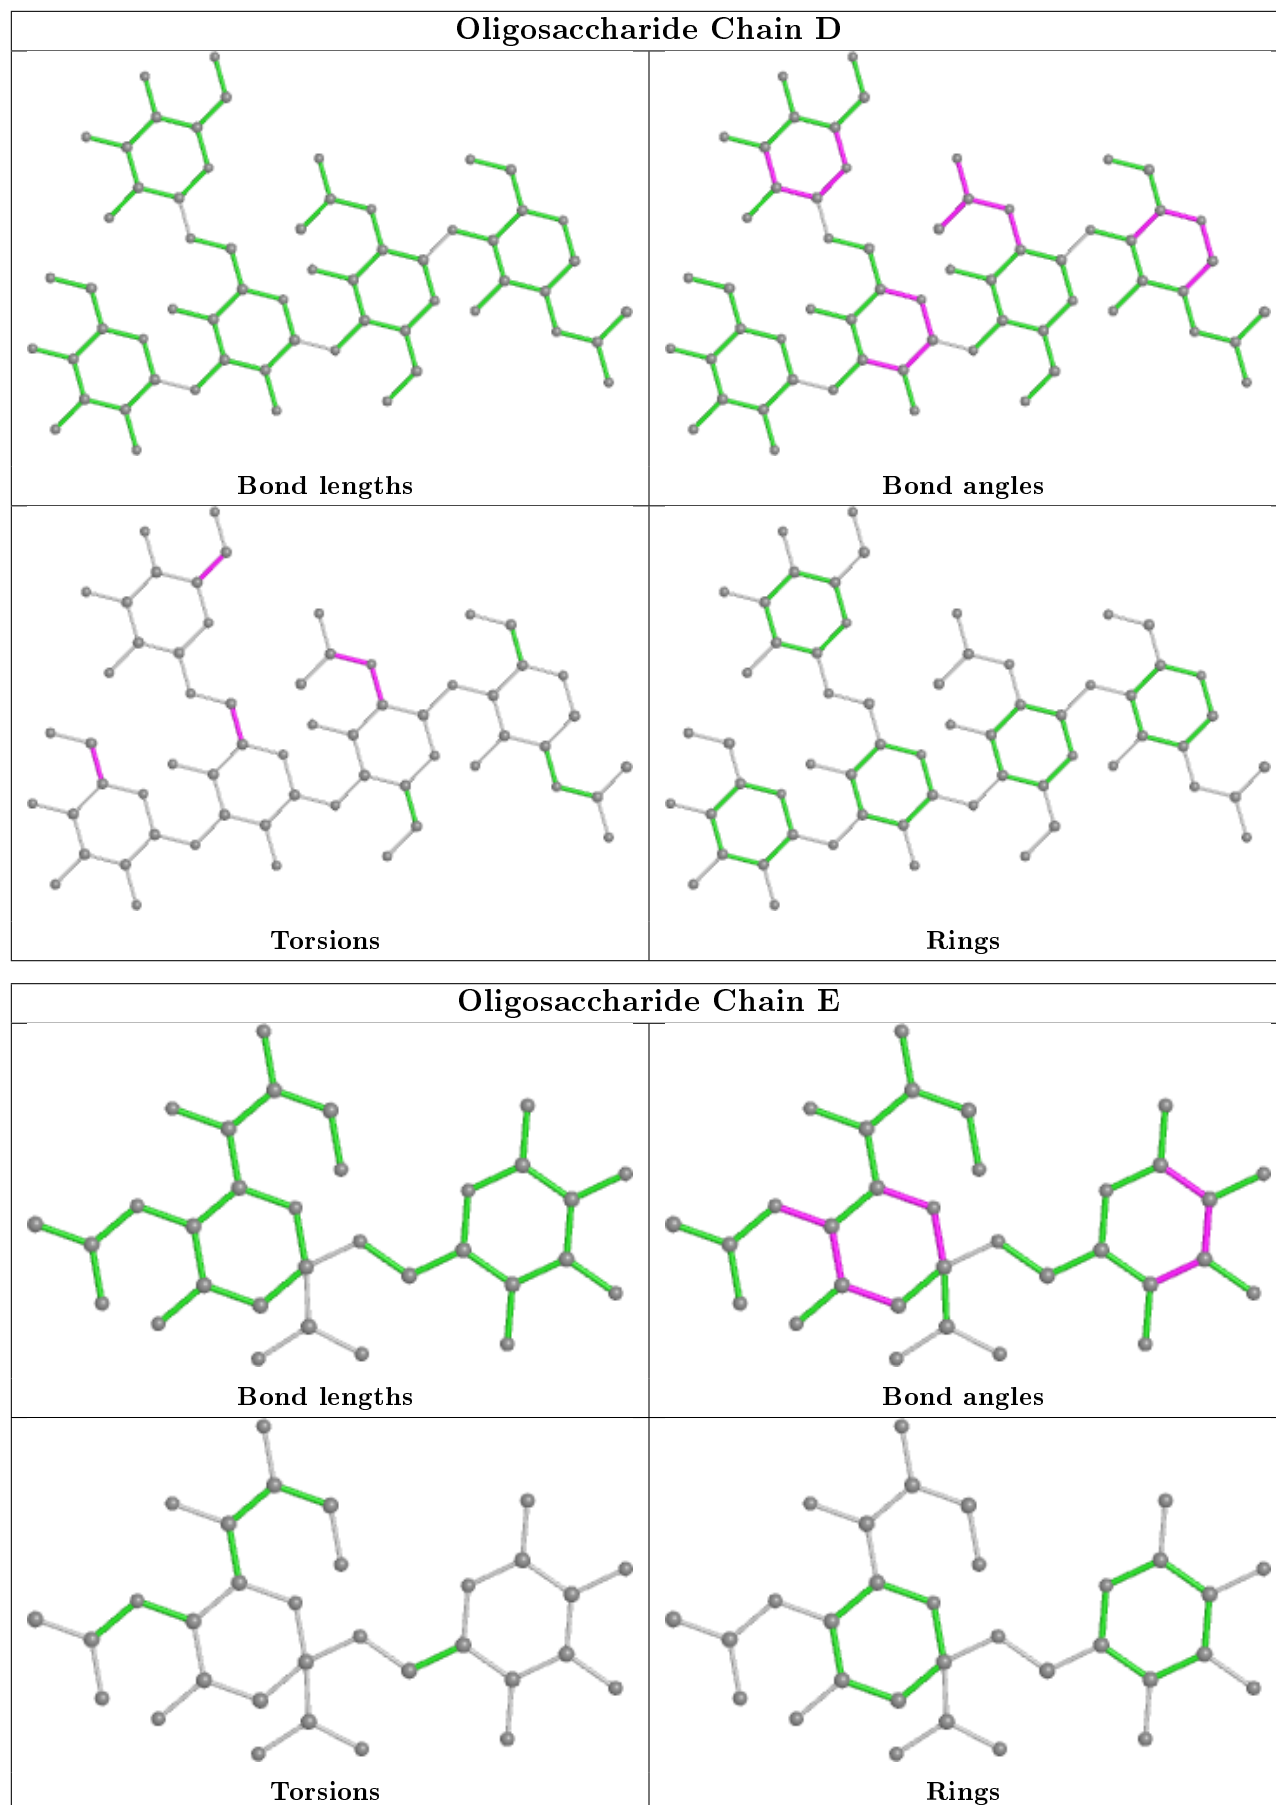 Oligosaccharide Chain D
Bond lengths
Bond angles
Torsions
Rings
Oligosaccharide Chain E
Bond lengths
Bond angles
Torsions
Rings